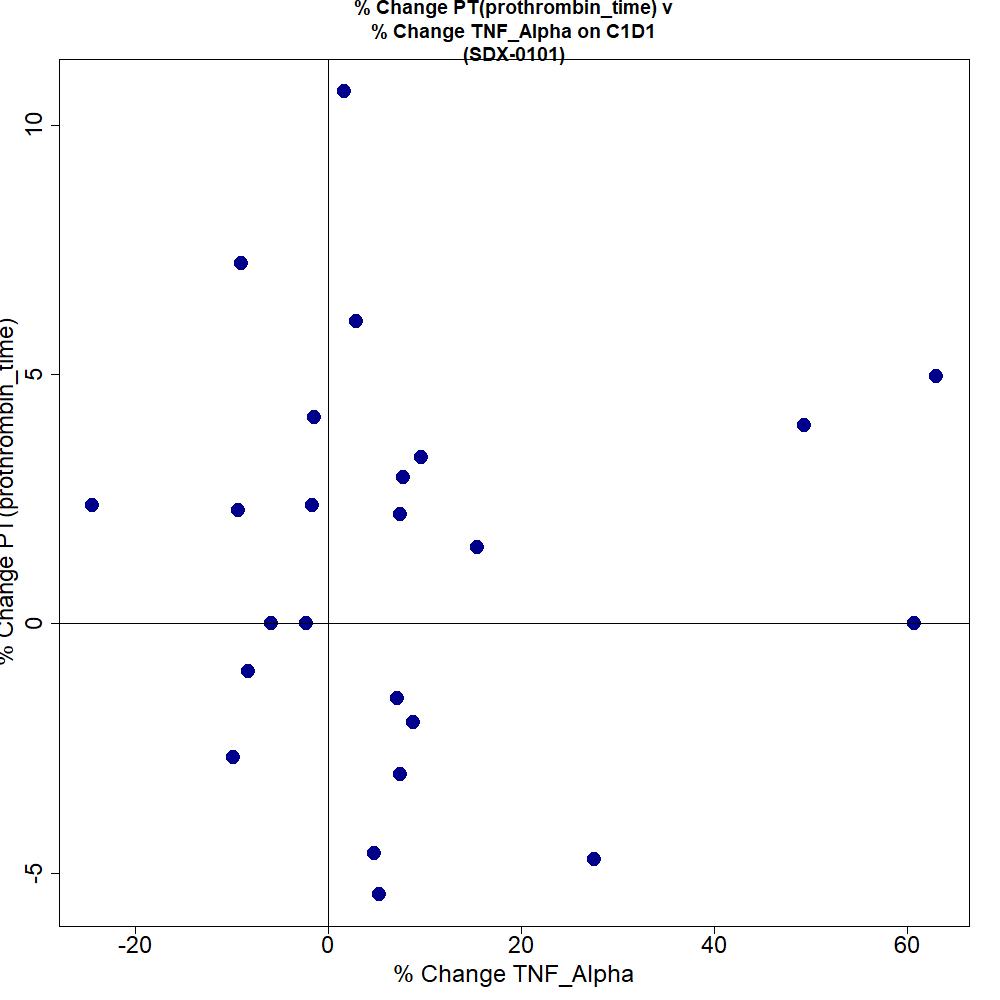 % Change PT(prothrombin_time) v
% Change TNF_Alpha on C1D1
(SDX-0101)
% Change PT(prothrombin_time)
10
5
0
-5
-20
0
20
40
60
% Change TNF_Alpha